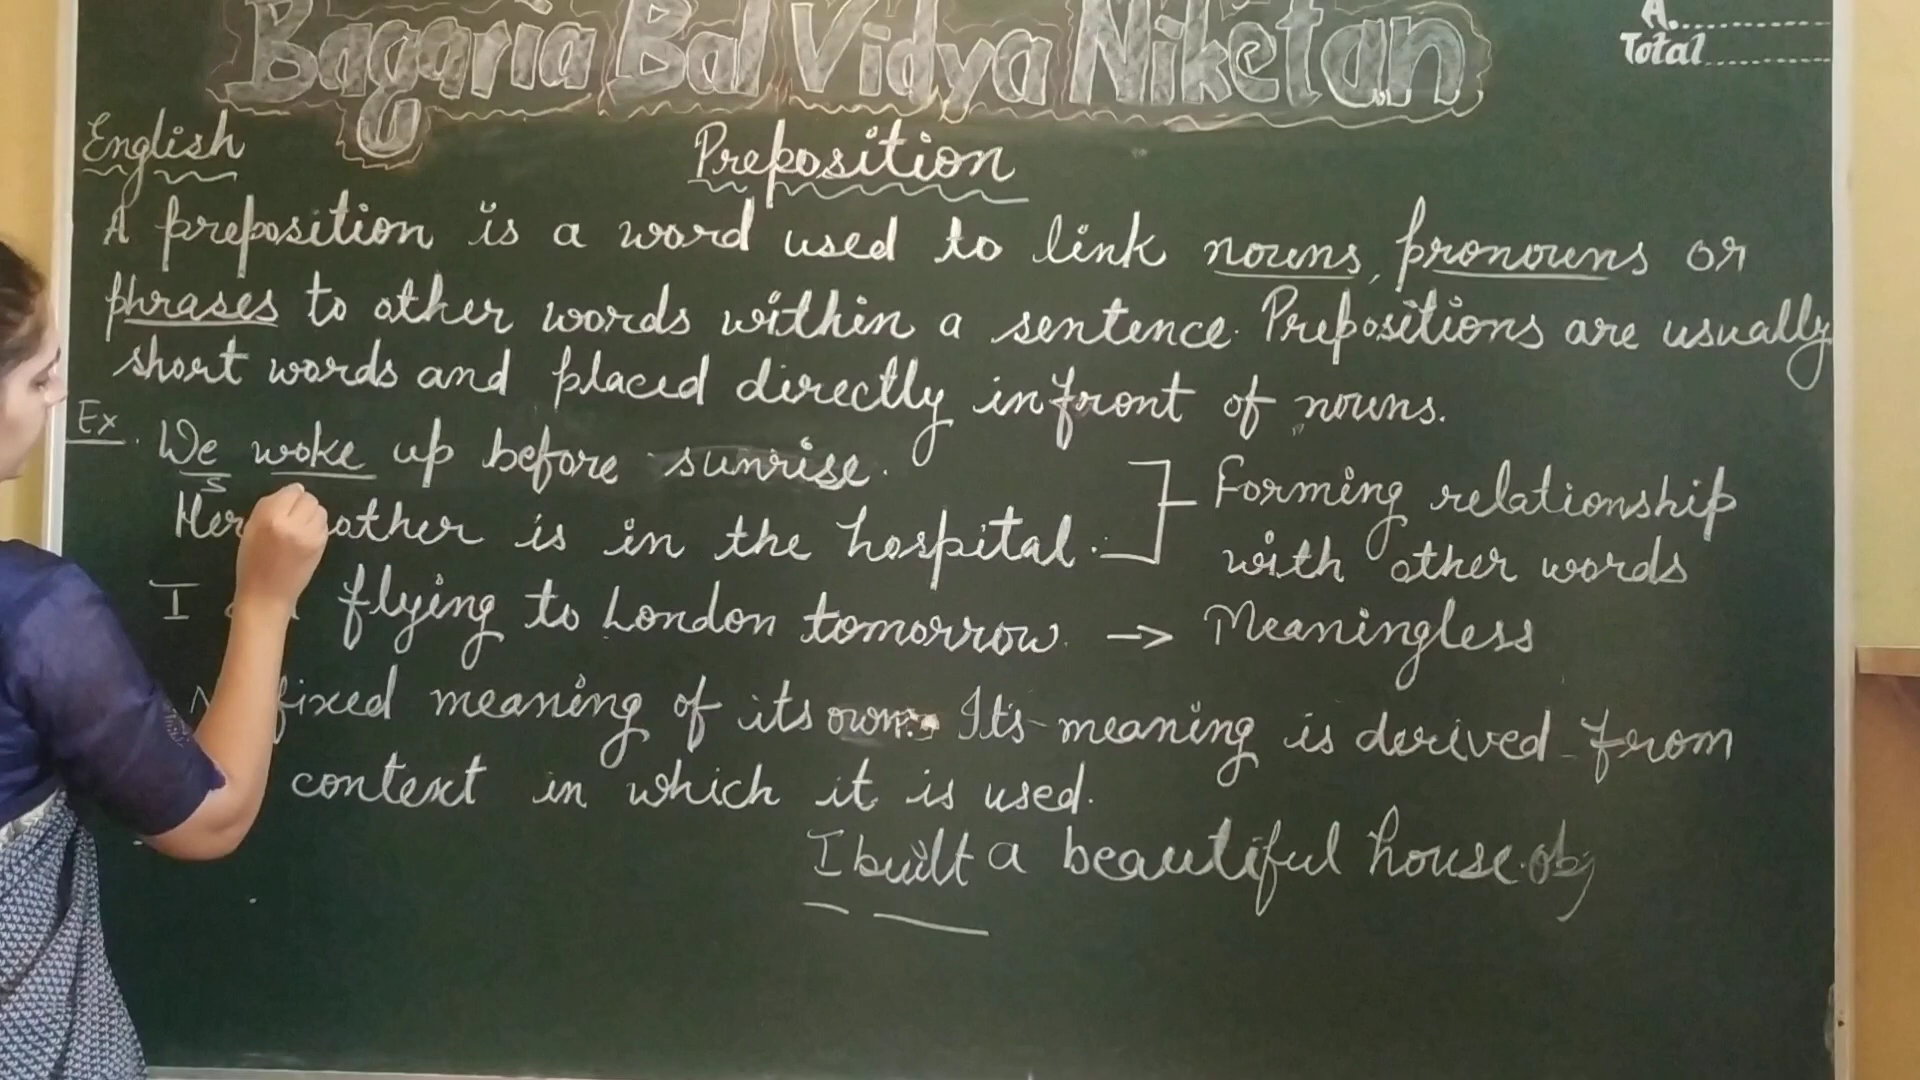 Bagaria Bal Vidya Niketan
A.
Total
English
Preposition
A preposition is a word used to link nouns, pronouns or
phrases to other words within a sentence. Prepositions are usually
short words and placed directly infront of nouns.
Ex. We woke up before sunrise.
S
Her other is in the hospital.
Forming relationship
with other words
I flying to London tomorrow. → Meaningless
fixed meaning of its own. Its meaning is derived from
context in which it is used.
I built a beautiful house. obj